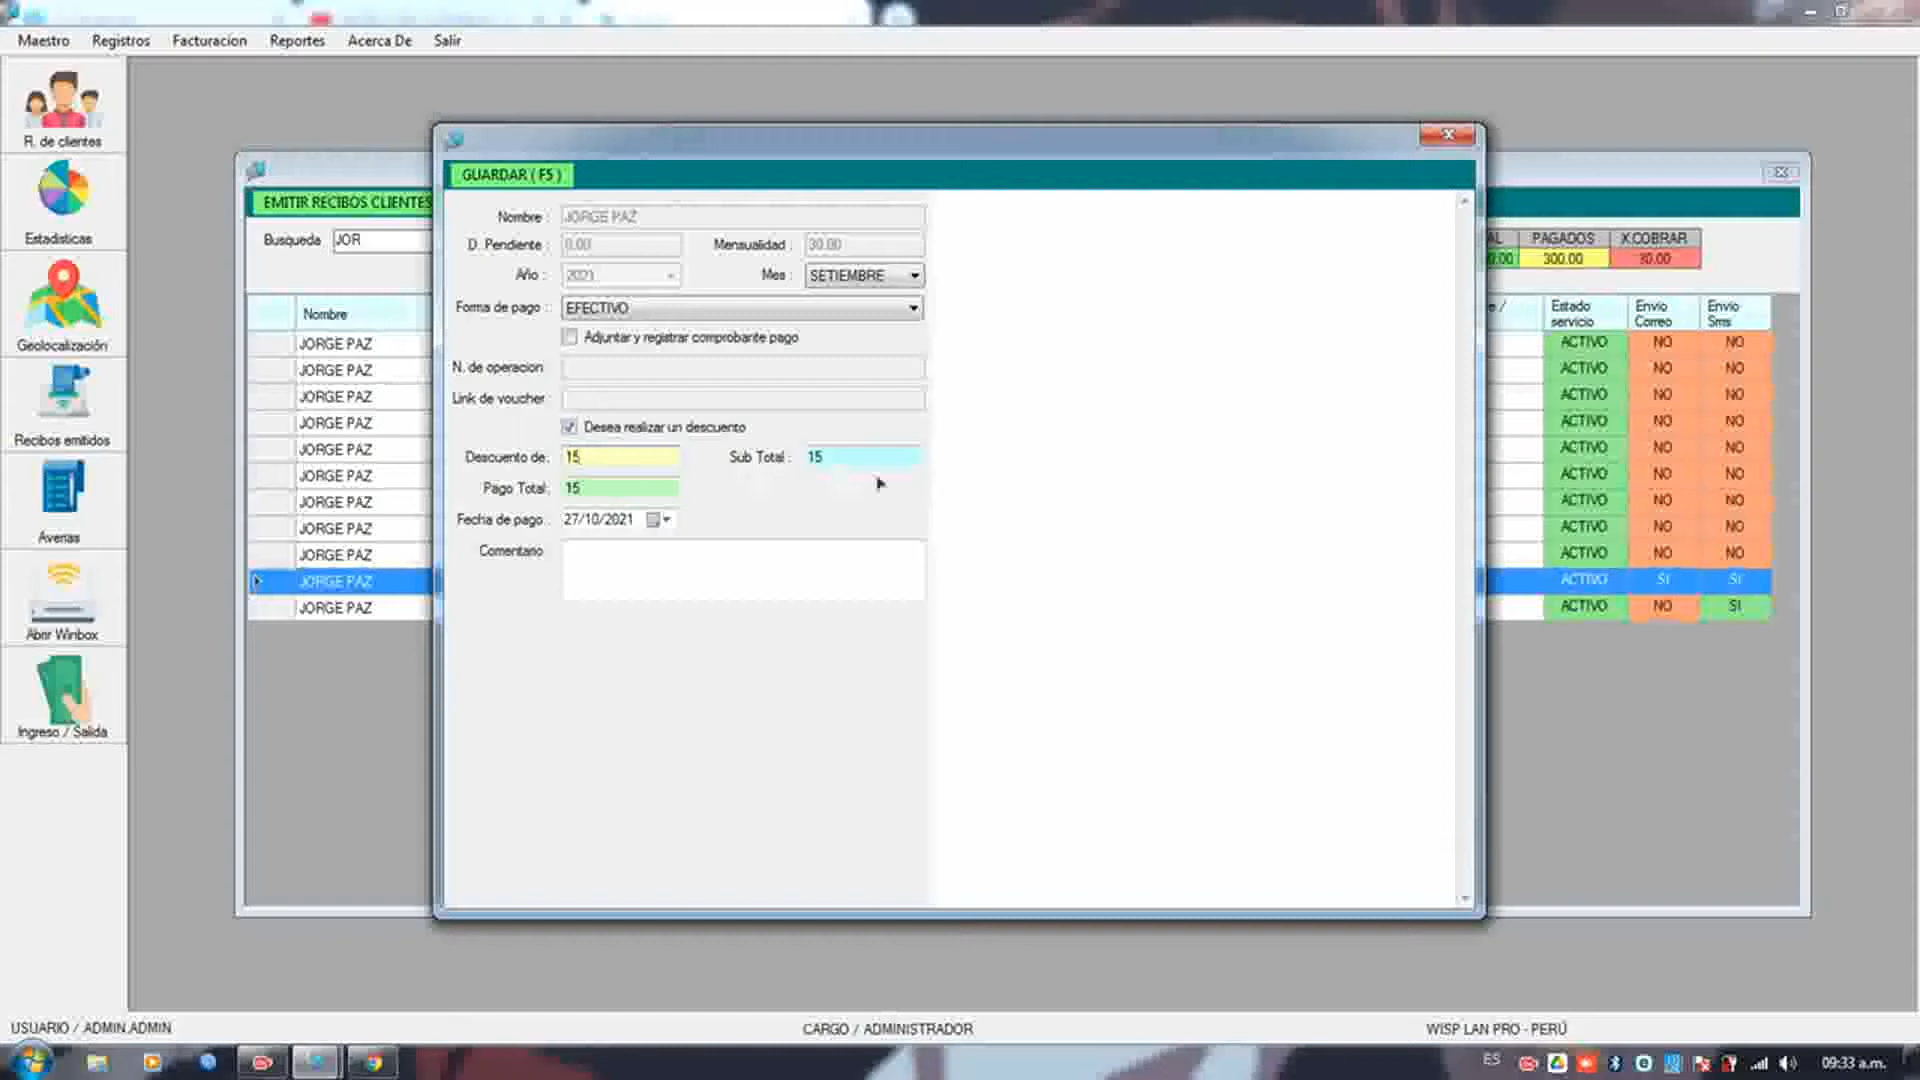 Maestro Registros Facturacion Reportes Acerca De Salir
R. de clientes
Estadisticas
Geolocalización
Recibos emitidos
Averias
Abrir Winbox
Ingreso / Salida
EMITIR RECIBOS CLIENTES
Busqueda JOR
Nombre
JORGE PAZ
JORGE PAZ
JORGE PAZ
JORGE PAZ
JORGE PAZ
JORGE PAZ
JORGE PAZ
JORGE PAZ
JORGE PAZ
JORGE PAZ
JORGE PAZ
GUARDAR ( F5 )
Nombre : JORGE PAZ
D. Pendiente : 0.00 Mensualidad : 30.00
Año : 2021 Mes : SETIEMBRE
Forma de pago : EFECTIVO
Adjuntar y registrar comprobante pago
N. de operacion
Link de voucher
Desea realizar un descuento
Descuento de: 15 Sub Total : 15
Pago Total: 15
Fecha de pago : 27/10/2021
Comentario
AL PAGADOS X.COBRAR
0.00 300.00 30.00
e / Estado servicio Envio Correo Envio Sms
ACTIVO NO NO
ACTIVO NO NO
ACTIVO NO NO
ACTIVO NO NO
ACTIVO NO NO
ACTIVO NO NO
ACTIVO NO NO
ACTIVO NO NO
ACTIVO NO NO
ACTIVO SI SI
ACTIVO NO SI
USUARIO / ADMIN ADMIN CARGO / ADMINISTRADOR WISP LAN PRO - PERÚ
ES 09:33 a.m.